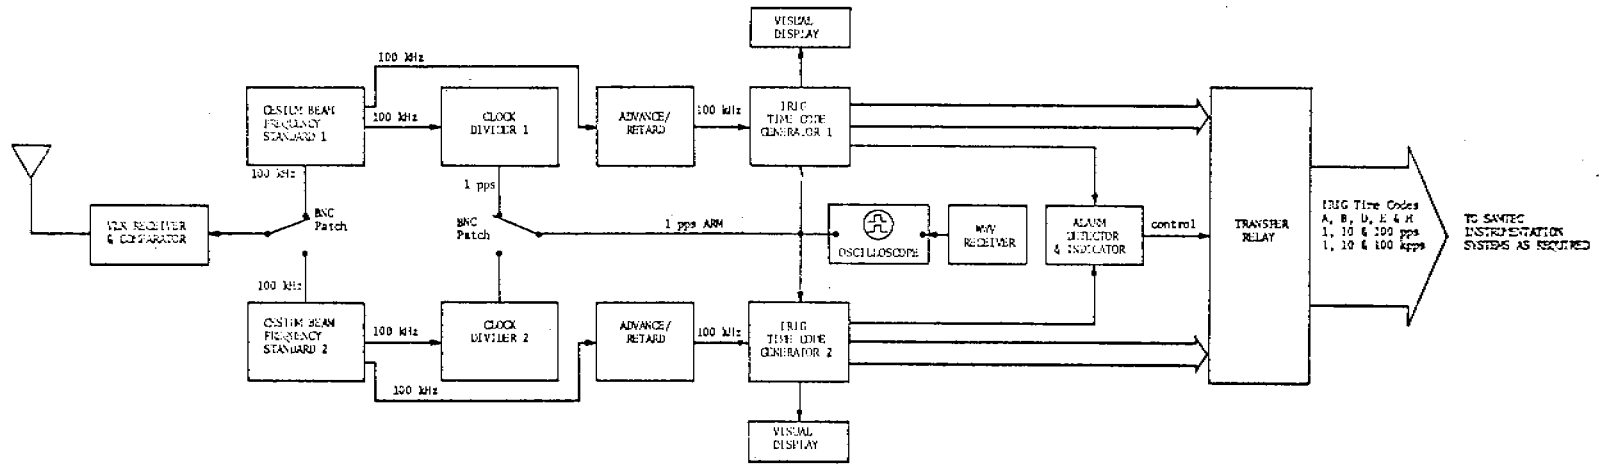 VISUAL
DISPLAY
100 kHz
CESIUM BEAM
FREQUENCY
STANDARD 1
100 kHz
CLOCK
DIVIDER 1
ADVANCE/
RETARD
100 kHz
IRIG
TIME CODE
GENERATOR 1
100 kHz
1 pps
BNC
Patch
BNC
Patch
VLF RECEIVER
& COMPARATOR
1 pps ARM
OSCILLOSCOPE
WWV
RECEIVER
ALARM
DETECTOR
& INDICATOR
control
TRANSFER
RELAY
IRIG Time Codes
A, B, D, E & H
1, 10 & 100 pps
1, 10 & 100 kpps
TO SAMTEC
INSTRUMENTATION
SYSTEMS AS REQUIRED
100 kHz
CESIUM BEAM
FREQUENCY
STANDARD 2
100 kHz
CLOCK
DIVIDER 2
ADVANCE/
RETARD
100 kHz
IRIG
TIME CODE
GENERATOR 2
100 kHz
VISUAL
DISPLAY